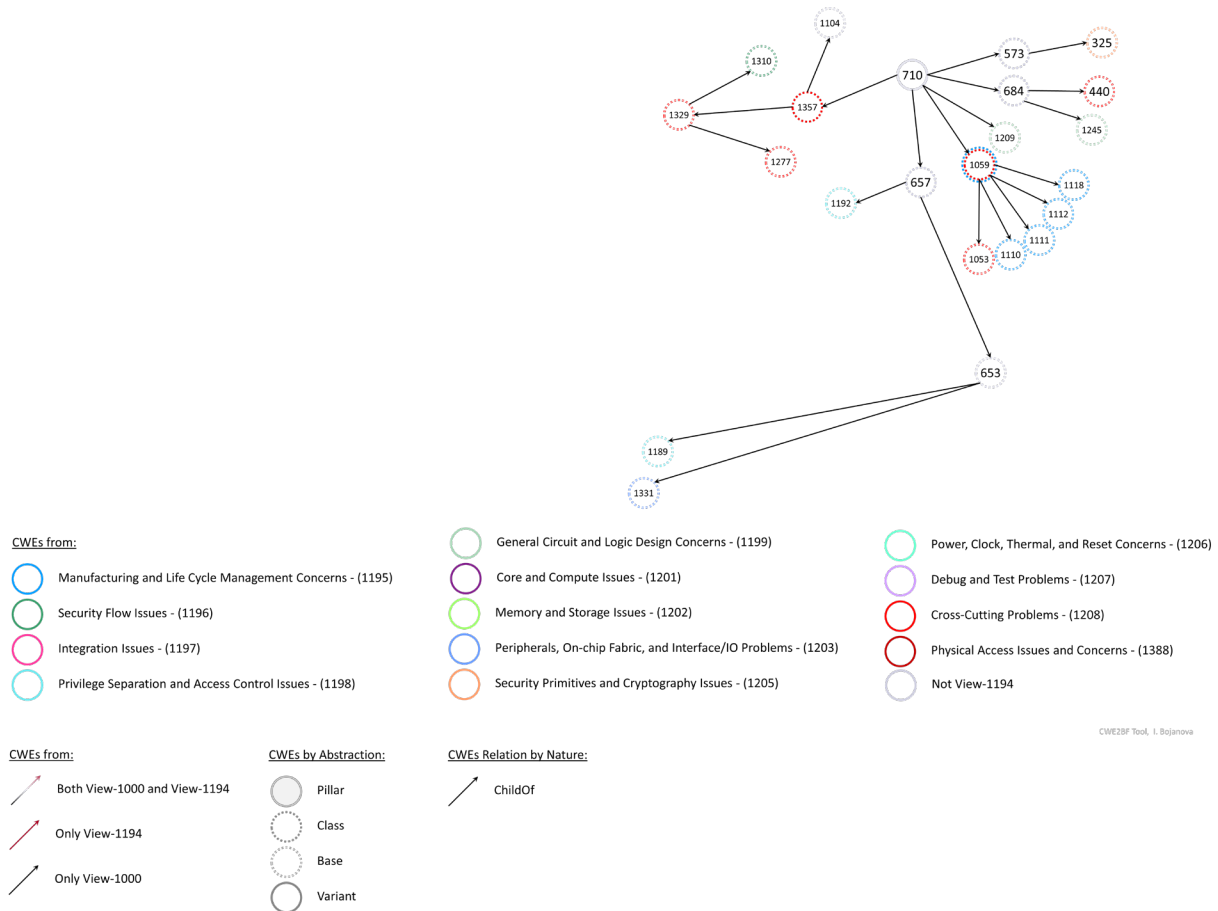 1104
573
325
1310
710
684
440
1357
1329
1245
1209
1277
1059
657
1118
1192
1112
1111
1110
1053
653
1189
1331
CWEs from:
Manufacturing and Life Cycle Management Concerns - (1195)
Security Flow Issues - (1196)
Integration Issues - (1197)
Privilege Separation and Access Control Issues - (1198)
General Circuit and Logic Design Concerns - (1199)
Core and Compute Issues - (1201)
Memory and Storage Issues - (1202)
Peripherals, On-chip Fabric, and Interface/IO Problems - (1203)
Security Primitives and Cryptography Issues - (1205)
Power, Clock, Thermal, and Reset Concerns - (1206)
Debug and Test Problems - (1207)
Cross-Cutting Problems - (1208)
Physical Access Issues and Concerns - (1388)
Not View-1194
CWE2BF Tool, I. Bojanova
CWEs from:
Both View-1000 and View-1194
Only View-1194
Only View-1000
CWEs by Abstraction:
Pillar
Class
Base
Variant
CWEs Relation by Nature:
ChildOf